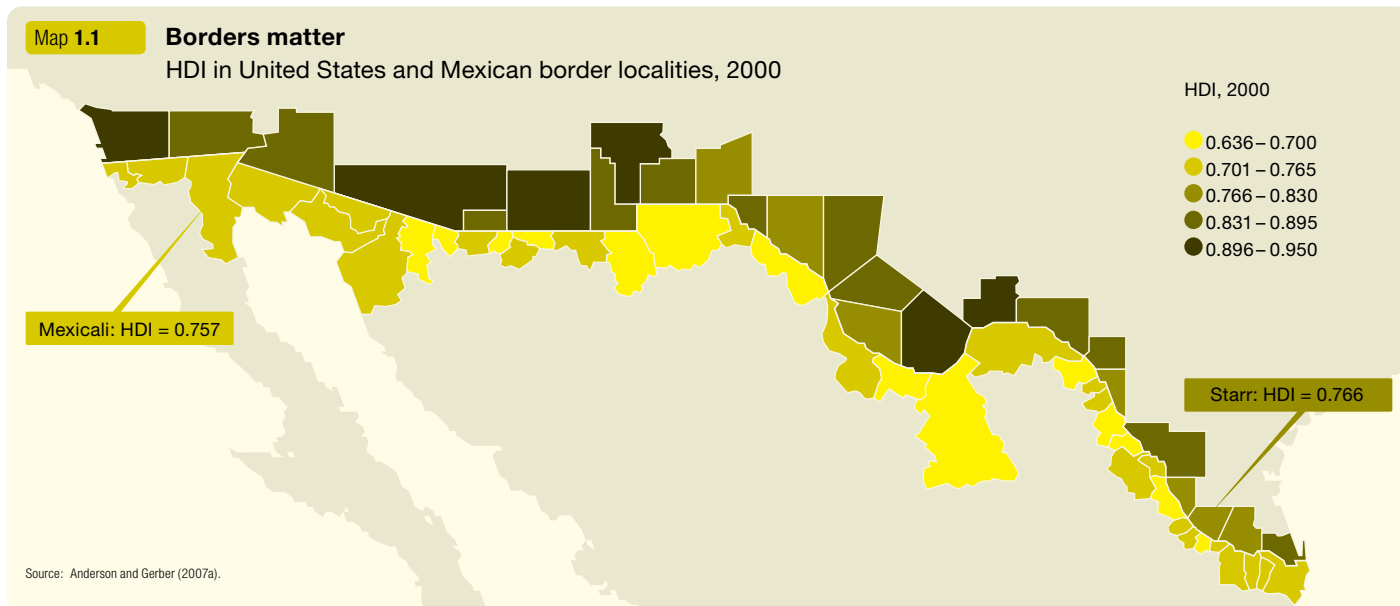 Map 1.1
Borders matter
HDI in United States and Mexican border localities, 2000
HDI, 2000
0.636–0.700
0.701–0.765
0.766–0.830
0.831–0.895
0.896–0.950
Mexicali: HDI = 0.757
Starr: HDI = 0.766
Source: Anderson and Gerber (2007a).